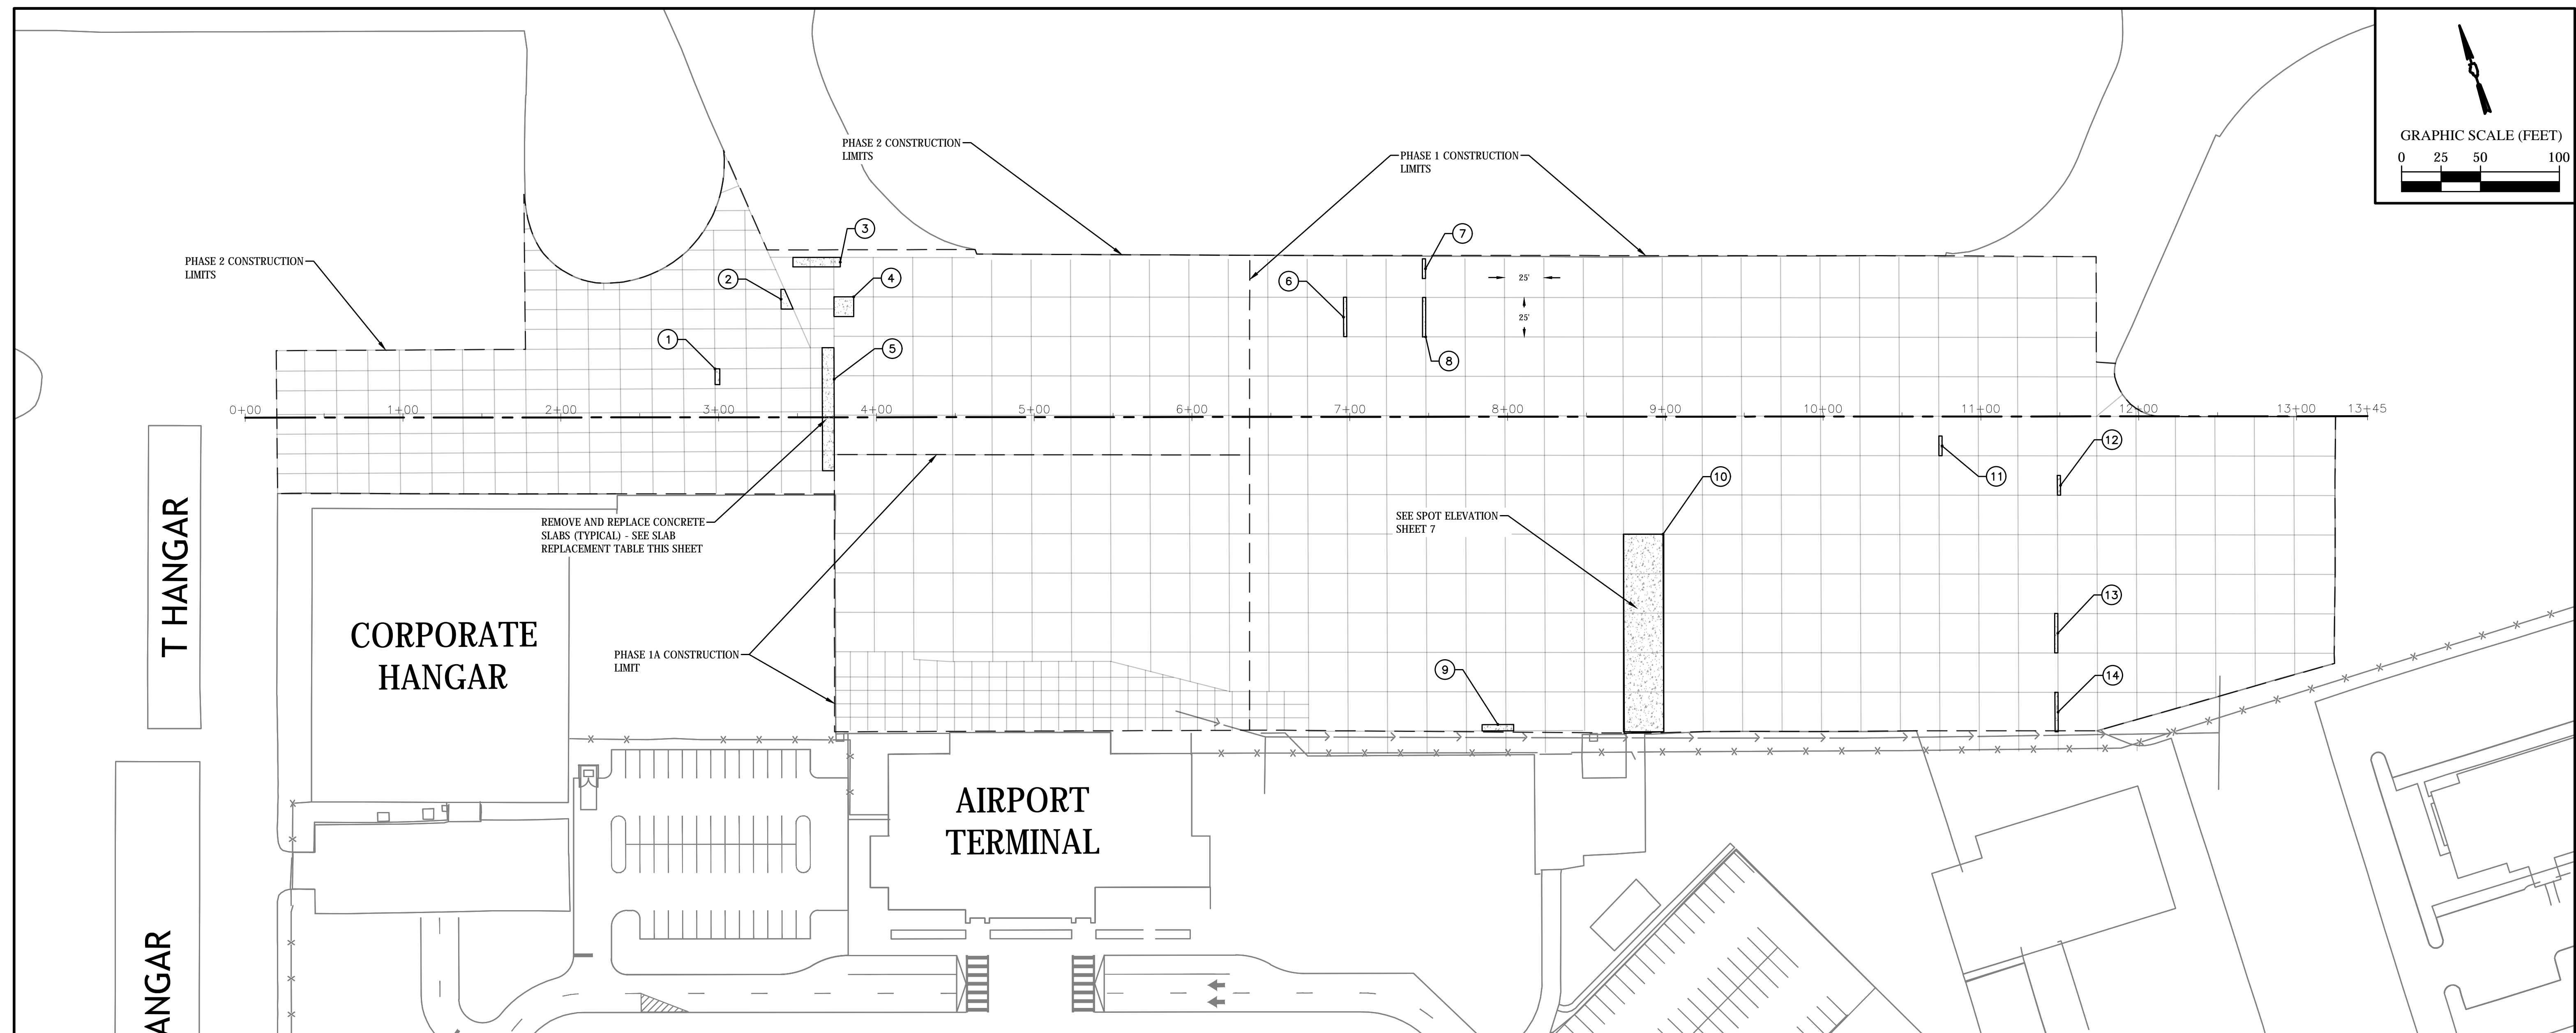 GRAPHIC SCALE (FEET)
0 25 50 100
PHASE 2 CONSTRUCTION
LIMITS
PHASE 1 CONSTRUCTION
LIMITS
PHASE 2 CONSTRUCTION
LIMITS
3
7
2
4
6
25'
25'
1
5
8
0+00 1+00 2+00 3+00 4+00 5+00 6+00 7+00 8+00 9+00 10+00 11+00 12+00 13+00 13+45
12
10
11
T HANGAR
REMOVE AND REPLACE CONCRETE
SLABS (TYPICAL) - SEE SLAB
REPLACEMENT TABLE THIS SHEET
SEE SPOT ELEVATION
SHEET 7
CORPORATE
HANGAR
PHASE 1A CONSTRUCTION
LIMIT
13
9
14
AIRPORT
TERMINAL
ANGAR